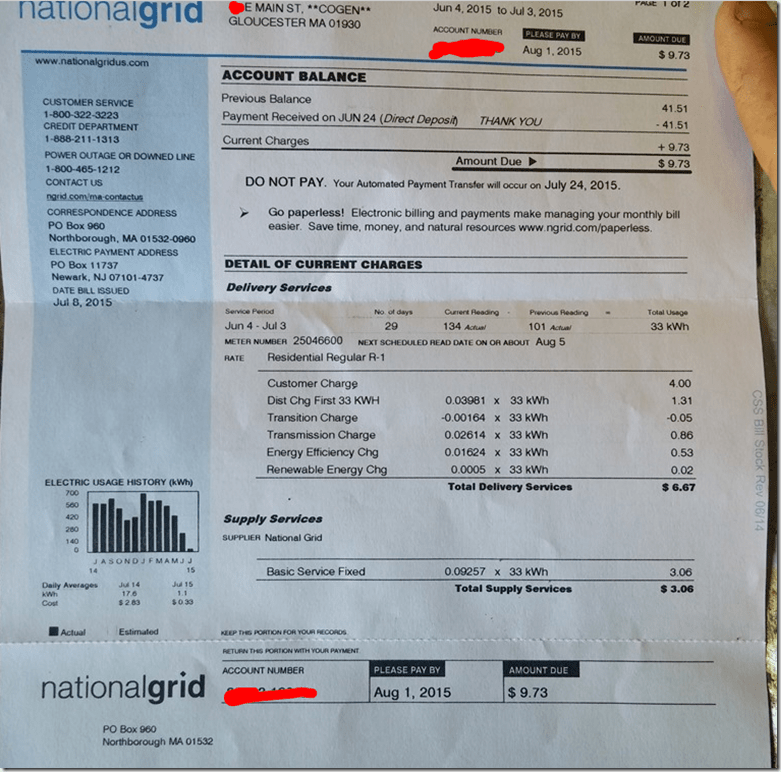 nationalgrid
E MAIN ST, **COGEN**
GLOUCESTER MA 01930
Jun 4, 2015 to Jul 3, 2015
PAGE 1 of 2
ACCOUNT NUMBER
PLEASE PAY BY
Aug 1, 2015
AMOUNT DUE
$ 9.73
www.nationalgridus.com
CUSTOMER SERVICE
1-800-322-3223
CREDIT DEPARTMENT
1-888-211-1313
POWER OUTAGE OR DOWNED LINE
1-800-465-1212
CONTACT US
ngrid.com/ma-contactus
CORRESPONDENCE ADDRESS
PO Box 960
Northborough, MA 01532-0960
ELECTRIC PAYMENT ADDRESS
PO Box 11737
Newark, NJ 07101-4737
DATE BILL ISSUED
Jul 8, 2015
ACCOUNT BALANCE
Previous Balance 41.51
Payment Received on JUN 24 (Direct Deposit) THANK YOU - 41.51
Current Charges + 9.73
Amount Due ► $ 9.73
DO NOT PAY. Your Automated Payment Transfer will occur on July 24, 2015.
➢ Go paperless! Electronic billing and payments make managing your monthly bill
easier. Save time, money, and natural resources www.ngrid.com/paperless.
DETAIL OF CURRENT CHARGES
Delivery Services
Service Period No. of days Current Reading - Previous Reading = Total Usage
Jun 4 - Jul 3 29 134 Actual 101 Actual 33 kWh
METER NUMBER 25046600 NEXT SCHEDULED READ DATE ON OR ABOUT Aug 5
RATE Residential Regular R-1
Customer Charge 4.00
Dist Chg First 33 KWH 0.03981 x 33 kWh 1.31
Transition Charge -0.00164 x 33 kWh -0.05
Transmission Charge 0.02614 x 33 kWh 0.86
Energy Efficiency Chg 0.01624 x 33 kWh 0.53
Renewable Energy Chg 0.0005 x 33 kWh 0.02
Total Delivery Services $ 6.67
Supply Services
SUPPLIER National Grid
Basic Service Fixed 0.09257 x 33 kWh 3.06
Total Supply Services $ 3.06
CSS Bill Stock Rev 06/14
ELECTRIC USAGE HISTORY (kWh)
700
560
420
280
140
0
J A S O N D J F M A M J J
14 15
Daily Averages Jul 14 Jul 15
kWh 17.6 1.1
Cost $ 2.83 $ 0.33
Actual Estimated
KEEP THIS PORTION FOR YOUR RECORDS.
RETURN THIS PORTION WITH YOUR PAYMENT.
nationalgrid
ACCOUNT NUMBER
PLEASE PAY BY
Aug 1, 2015
AMOUNT DUE
$ 9.73
PO Box 960
Northborough MA 01532